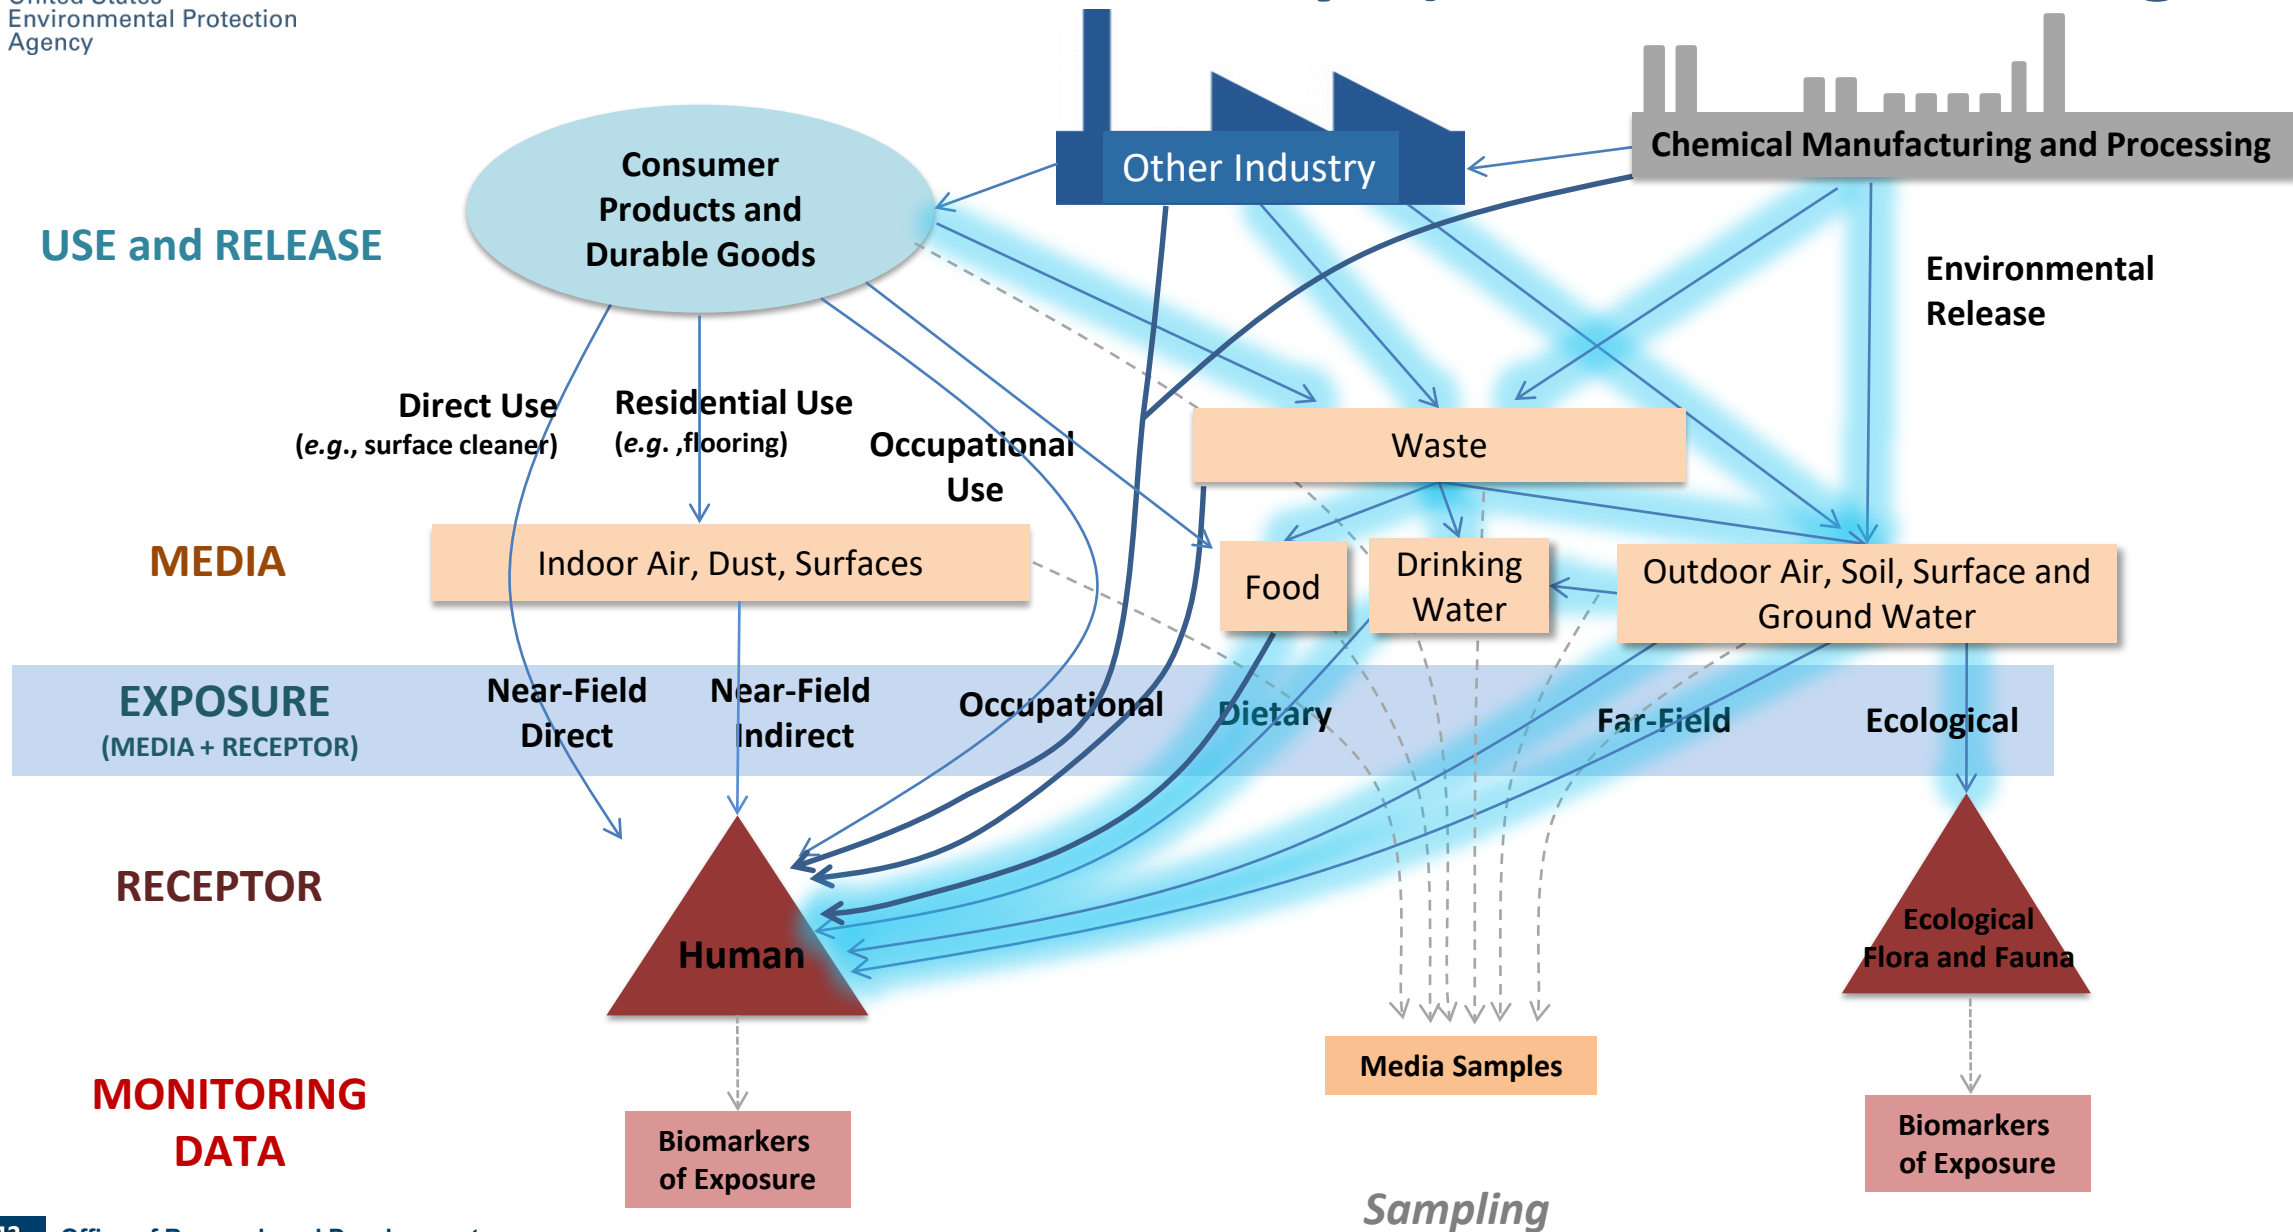 Environmental Protection
Agency
Chemical Manufacturing and Processing
Other Industry
Consumer
Products and
Durable Goods
USE and RELEASE
Environmental
Release
Direct Use
(e.g., surface cleaner)
Residential Use
(e.g. ,flooring)
Occupational
Use
Waste
MEDIA
Indoor Air, Dust, Surfaces
Food
Drinking
Water
Outdoor Air, Soil, Surface and
Ground Water
EXPOSURE
(MEDIA + RECEPTOR)
Near-Field
Direct
Near-Field
Indirect
Occupational
Dietary
Far-Field
Ecological
RECEPTOR
Human
Ecological
Flora and Fauna
Media Samples
MONITORING
DATA
Biomarkers
of Exposure
Biomarkers
of Exposure
Sampling